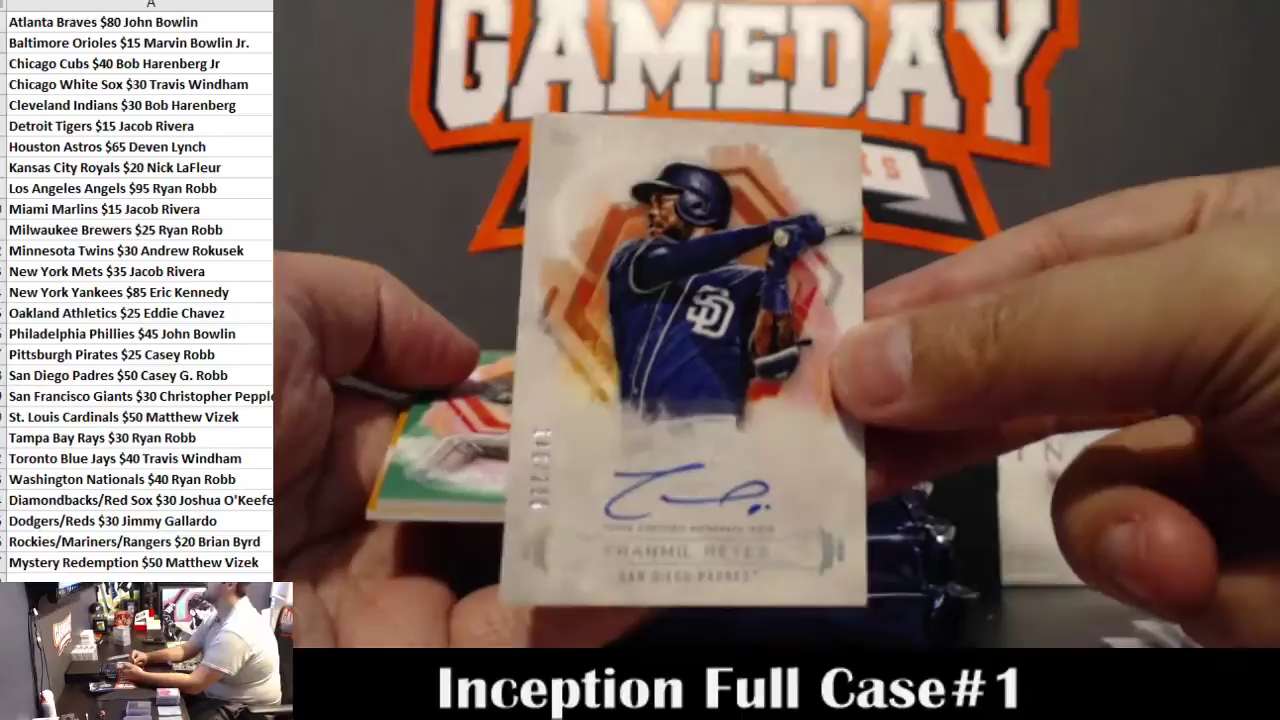 A
Atlanta Braves $80 John Bowlin
Baltimore Orioles $15 Marvin Bowlin Jr.
Chicago Cubs $40 Bob Harenberg Jr
Chicago White Sox $30 Travis Windham
Cleveland Indians $30 Bob Harenberg
Detroit Tigers $15 Jacob Rivera
Houston Astros $65 Deven Lynch
Kansas City Royals $20 Nick LaFleur
Los Angeles Angels $95 Ryan Robb
Miami Marlins $15 Jacob Rivera
Milwaukee Brewers $25 Ryan Robb
Minnesota Twins $30 Andrew Rokusek
New York Mets $35 Jacob Rivera
New York Yankees $85 Eric Kennedy
Oakland Athletics $25 Eddie Chavez
Philadelphia Phillies $45 John Bowlin
Pittsburgh Pirates $25 Casey Robb
San Diego Padres $50 Casey G. Robb
San Francisco Giants $30 Christopher Pepple
St. Louis Cardinals $50 Matthew Vizek
Tampa Bay Rays $30 Ryan Robb
Toronto Blue Jays $40 Travis Windham
Washington Nationals $40 Ryan Robb
Diamondbacks/Red Sox $30 Joshua O'Keefe
Dodgers/Reds $30 Jimmy Gallardo
Rockies/Mariners/Rangers $20 Brian Byrd
Mystery Redemption $50 Matthew Vizek
GAMEDAY
KS
SD
TOPPS CERTIFIED AUTOGRAPH ISSUE
FRANMIL REYES
SAN DIEGO PADRES
IN
Inception Full Case#1